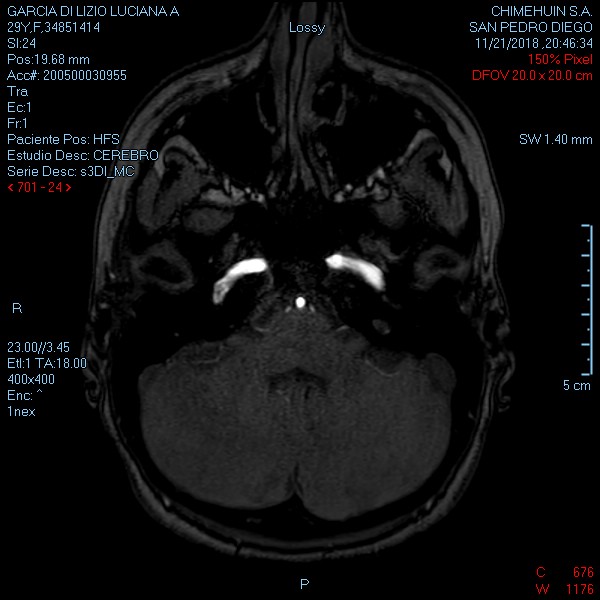 GARCIA DI LIZIO LUCIANA A
29Y,F,34851414
Sl:24
Pos:19.68 mm
Acc#: 200500030955
Tra
Ec:1
Fr:1
Paciente Pos: HFS
Estudio Desc: CEREBRO
Serie Desc: s3DI_MC
< 701 - 24 >
Lossy
CHIMEHUIN S.A.
SAN PEDRO DIEGO
11/21/2018 ,20:46:34
150% Pixel
DFOV 20.0 x 20.0 cm
SW 1.40 mm
R
23.00//3.45
Etl:1 TA:18.00
400x400
Enc: ^
1nex
5 cm
P
C 676
W 1176